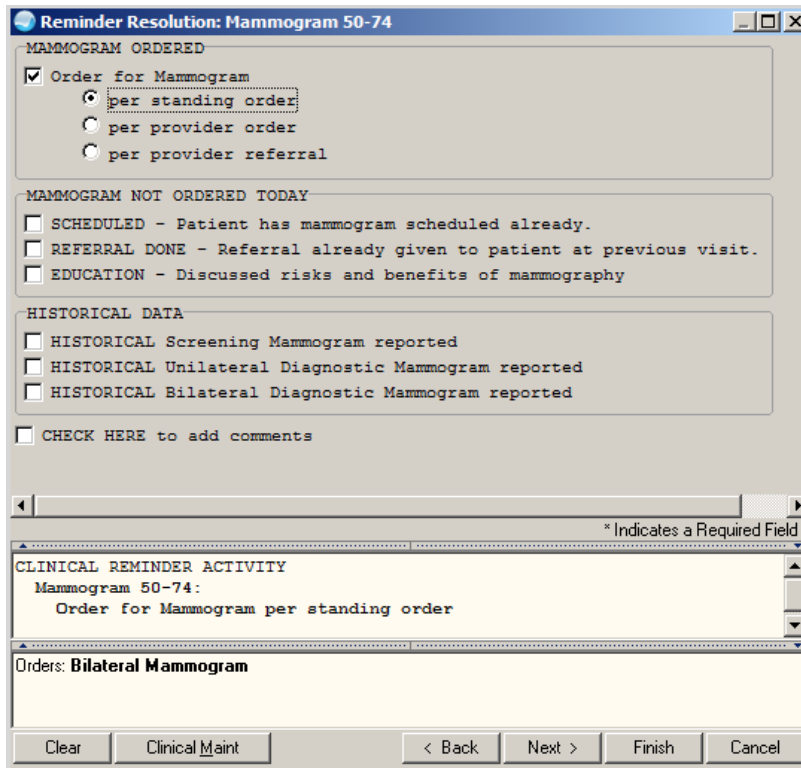 Reminder Resolution: Mammogram 50-74
MAMMOGRAM ORDERED
Order for Mammogram
per standing order
per provider order
per provider referral
MAMMOGRAM NOT ORDERED TODAY
SCHEDULED - Patient has mammogram scheduled already.
REFERRAL DONE - Referral already given to patient at previous visit.
EDUCATION - Discussed risks and benefits of mammography
HISTORICAL DATA
HISTORICAL Screening Mammogram reported
HISTORICAL Unilateral Diagnostic Mammogram reported
HISTORICAL Bilateral Diagnostic Mammogram reported
CHECK HERE to add comments
* Indicates a Required Field
CLINICAL REMINDER ACTIVITY
Mammogram 50-74:
Order for Mammogram per standing order
Orders: Bilateral Mammogram
Clear Clinical Maint < Back Next > Finish Cancel